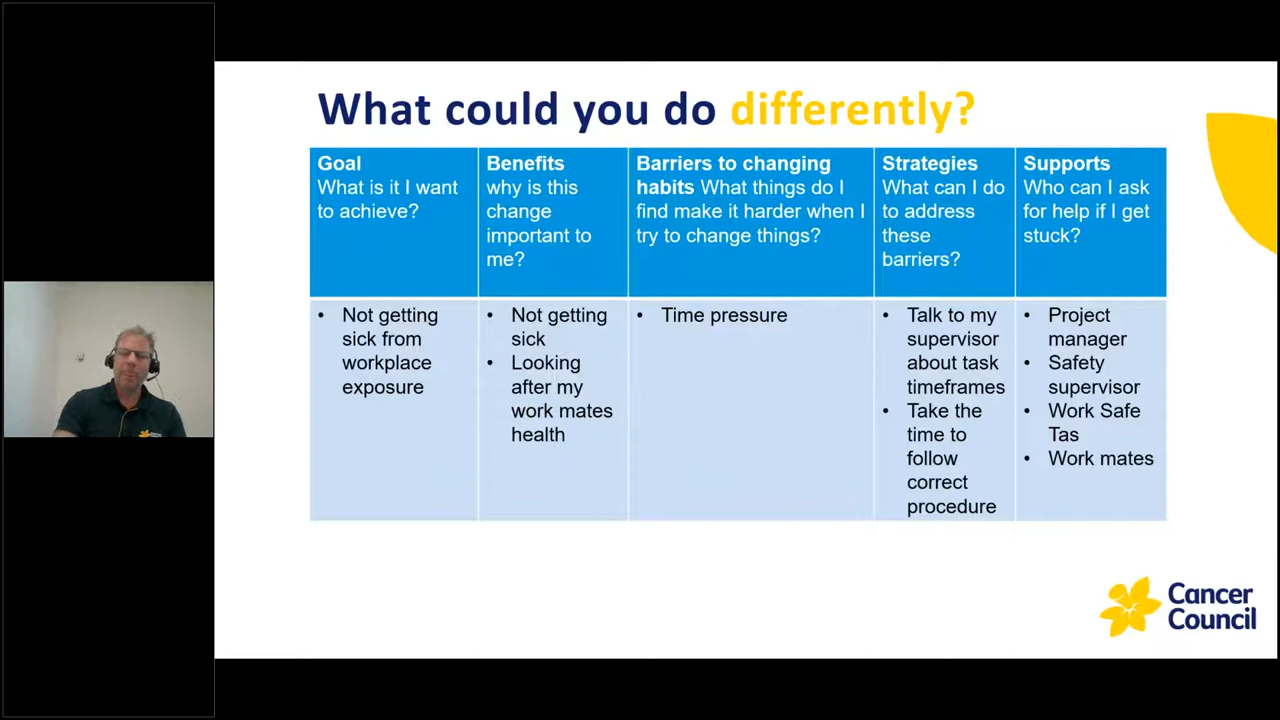 What could you do differently?
Goal
What is it I want
to achieve?
Benefits
why is this
change
important to
me?
Barriers to changing
habits What things do I
find make it harder when I
try to change things?
Strategies
What can I do
to address
these
barriers?
Supports
Who can I ask
for help if I get
stuck?
• Not getting
sick from
workplace
exposure
• Not getting
sick
• Looking
after my
work mates
health
• Time pressure
• Talk to my
supervisor
about task
timeframes
• Take the
time to
follow
correct
procedure
• Project
manager
• Safety
supervisor
• Work Safe
Tas
• Work mates
Cancer
Council